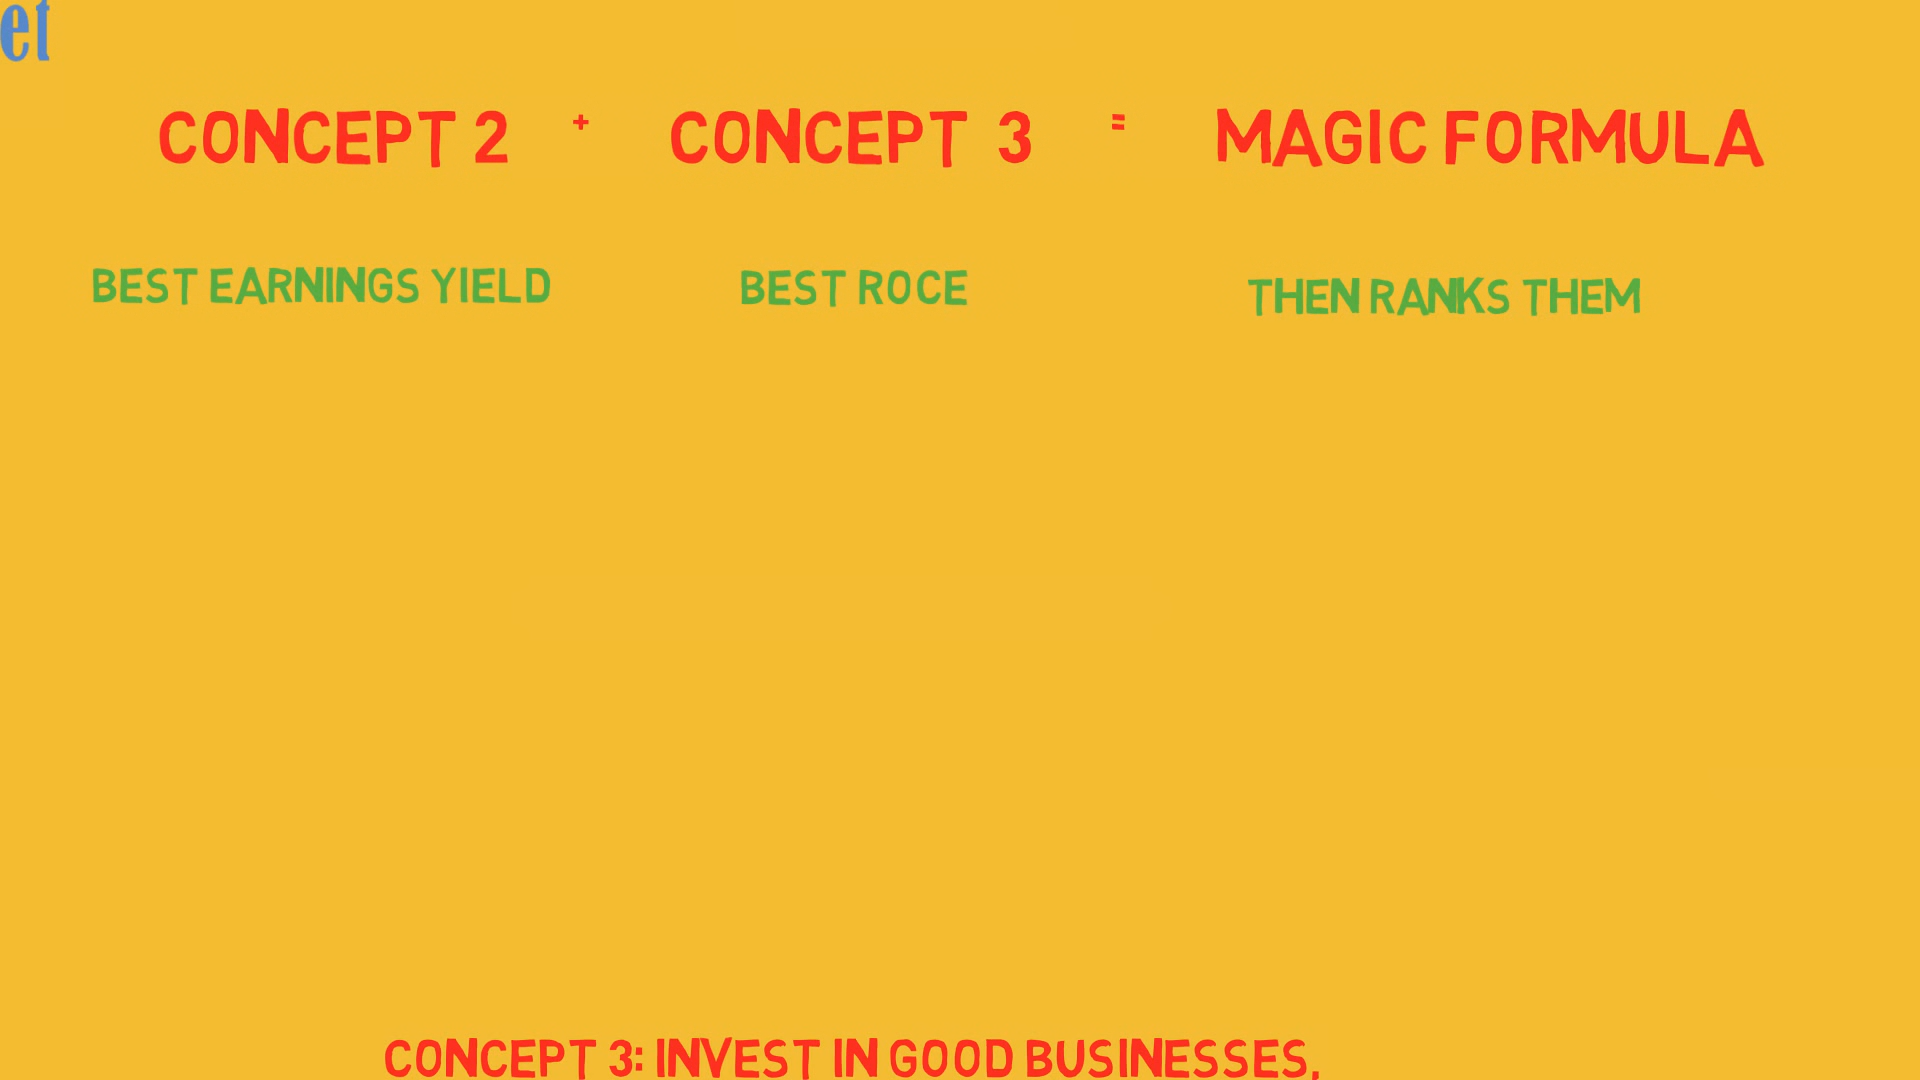 et
CONCEPT 2 + CONCEPT 3 = MAGIC FORMULA
BEST EARNINGS YIELD BEST ROCE THEN RANKS THEM
CONCEPT 3: INVEST IN GOOD BUSINESSES,